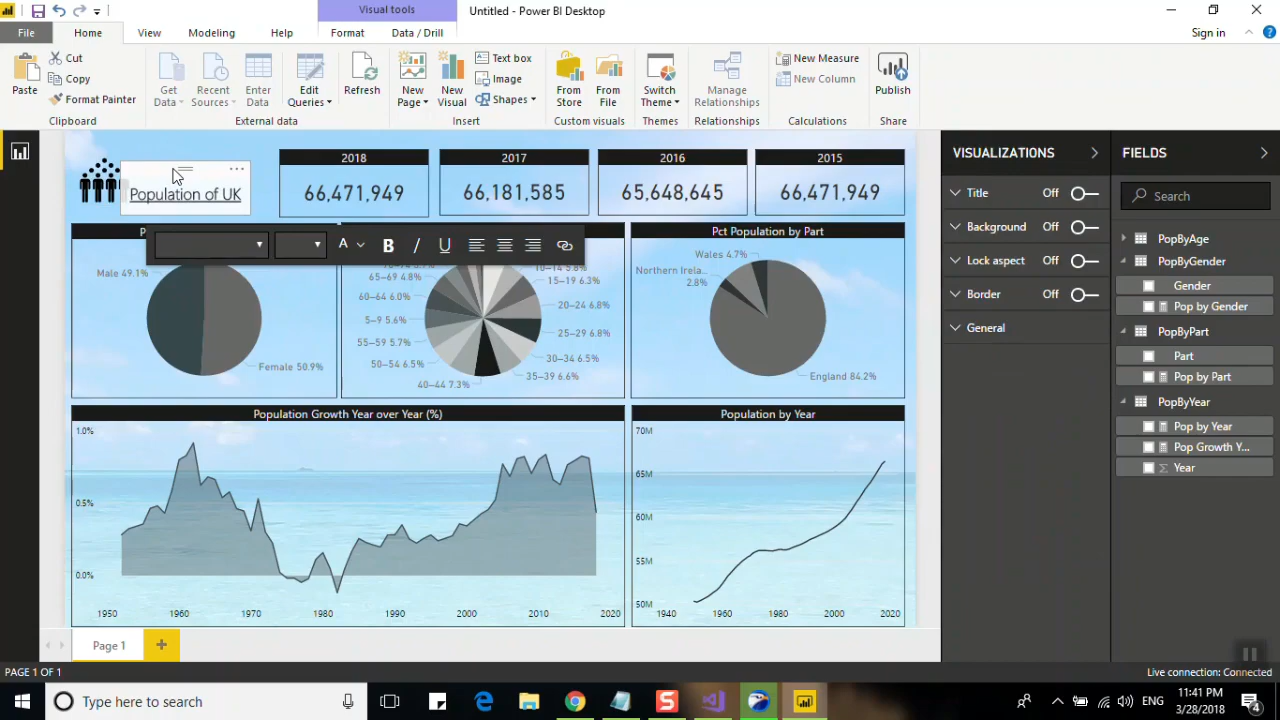 Visual tools
Untitled - Power BI Desktop
File
Home
View
Modeling
Help
Format
Data / Drill
Sign in
Paste
Cut
Copy
Format Painter
Get Data
Recent Sources
Enter Data
Edit Queries
Refresh
New Page
New Visual
Text box
Image
Shapes
From Store
From File
Switch Theme
Manage Relationships
New Measure
New Column
Publish
Clipboard
External data
Insert
Custom visuals
Themes
Relationships
Calculations
Share
Population of UK
2018
66,471,949
2017
66,181,585
2016
65,648,645
2015
66,471,949
A
B
I
U
Male 49.1%
Female 50.9%
65–69 4.8%
60–64 6.0%
5–9 5.6%
55–59 5.7%
50–54 6.5%
40–44 7.3%
10–14 5.8%
15–19 6.3%
20–24 6.8%
25–29 6.8%
30–34 6.5%
35–39 6.6%
Pct Population by Part
Wales 4.7%
Northern Irela...
2.8%
England 84.2%
Population Growth Year over Year (%)
1.0%
0.5%
0.0%
1950
1960
1970
1980
1990
2000
2010
2020
Population by Year
70M
65M
60M
55M
50M
1940
1960
1980
2000
2020
VISUALIZATIONS
Title Off
Background Off
Lock aspect Off
Border Off
General
FIELDS
Search
PopByAge
PopByGender
Gender
Pop by Gender
PopByPart
Part
Pop by Part
PopByYear
Pop by Year
Pop Growth Y...
Σ Year
Page 1
PAGE 1 OF 1
Live connection: Connected
Type here to search
ENG
11:41 PM
3/28/2018
4